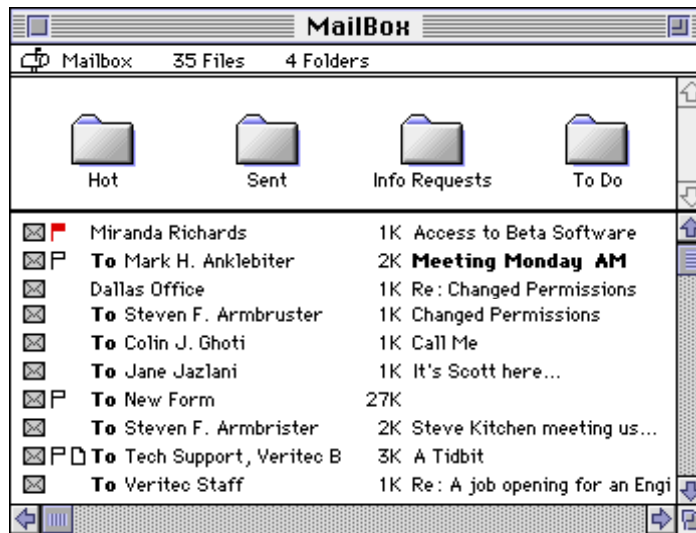 MailBox
Mailbox 35 Files 4 Folders
Hot Sent Info Requests To Do
Miranda Richards 1K Access to Beta Software
To Mark H. Anklebiter 2K Meeting Monday AM
Dallas Office 1K Re: Changed Permissions
To Steven F. Armbruster 1K Changed Permissions
To Colin J. Ghoti 1K Call Me
To Jane Jazlani 1K It's Scott here...
To New Form 27K
To Steven F. Armbrister 2K Steve Kitchen meeting us...
To Tech Support, Veritec B 3K A Tidbit
To Veritec Staff 1K Re: A job opening for an Engi